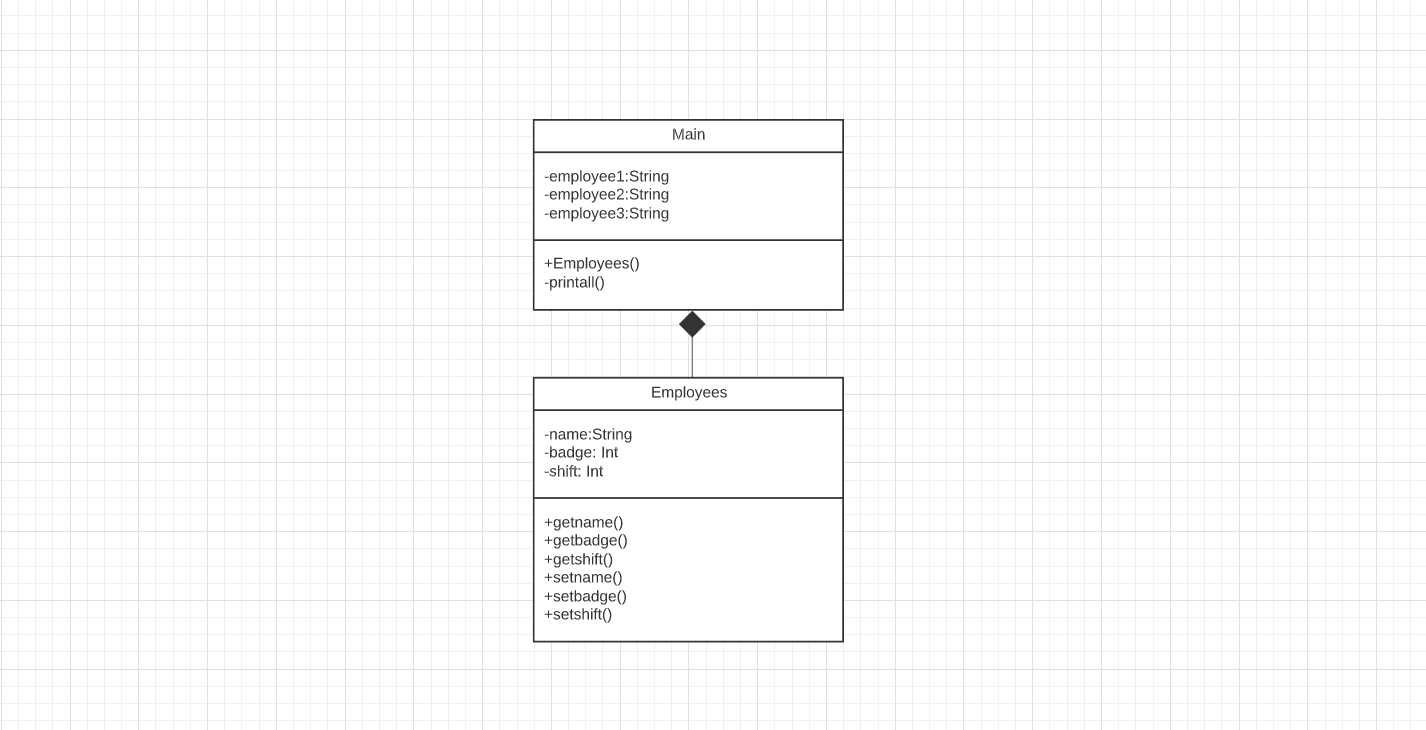 Main
-employee1:String
-employee2:String
-employee3:String
+Employees()
-printall()
Employees
-name:String
-badge: Int
-shift: Int
+getname()
+getbadge()
+getshift()
+setname()
+setbadge()
+setshift()